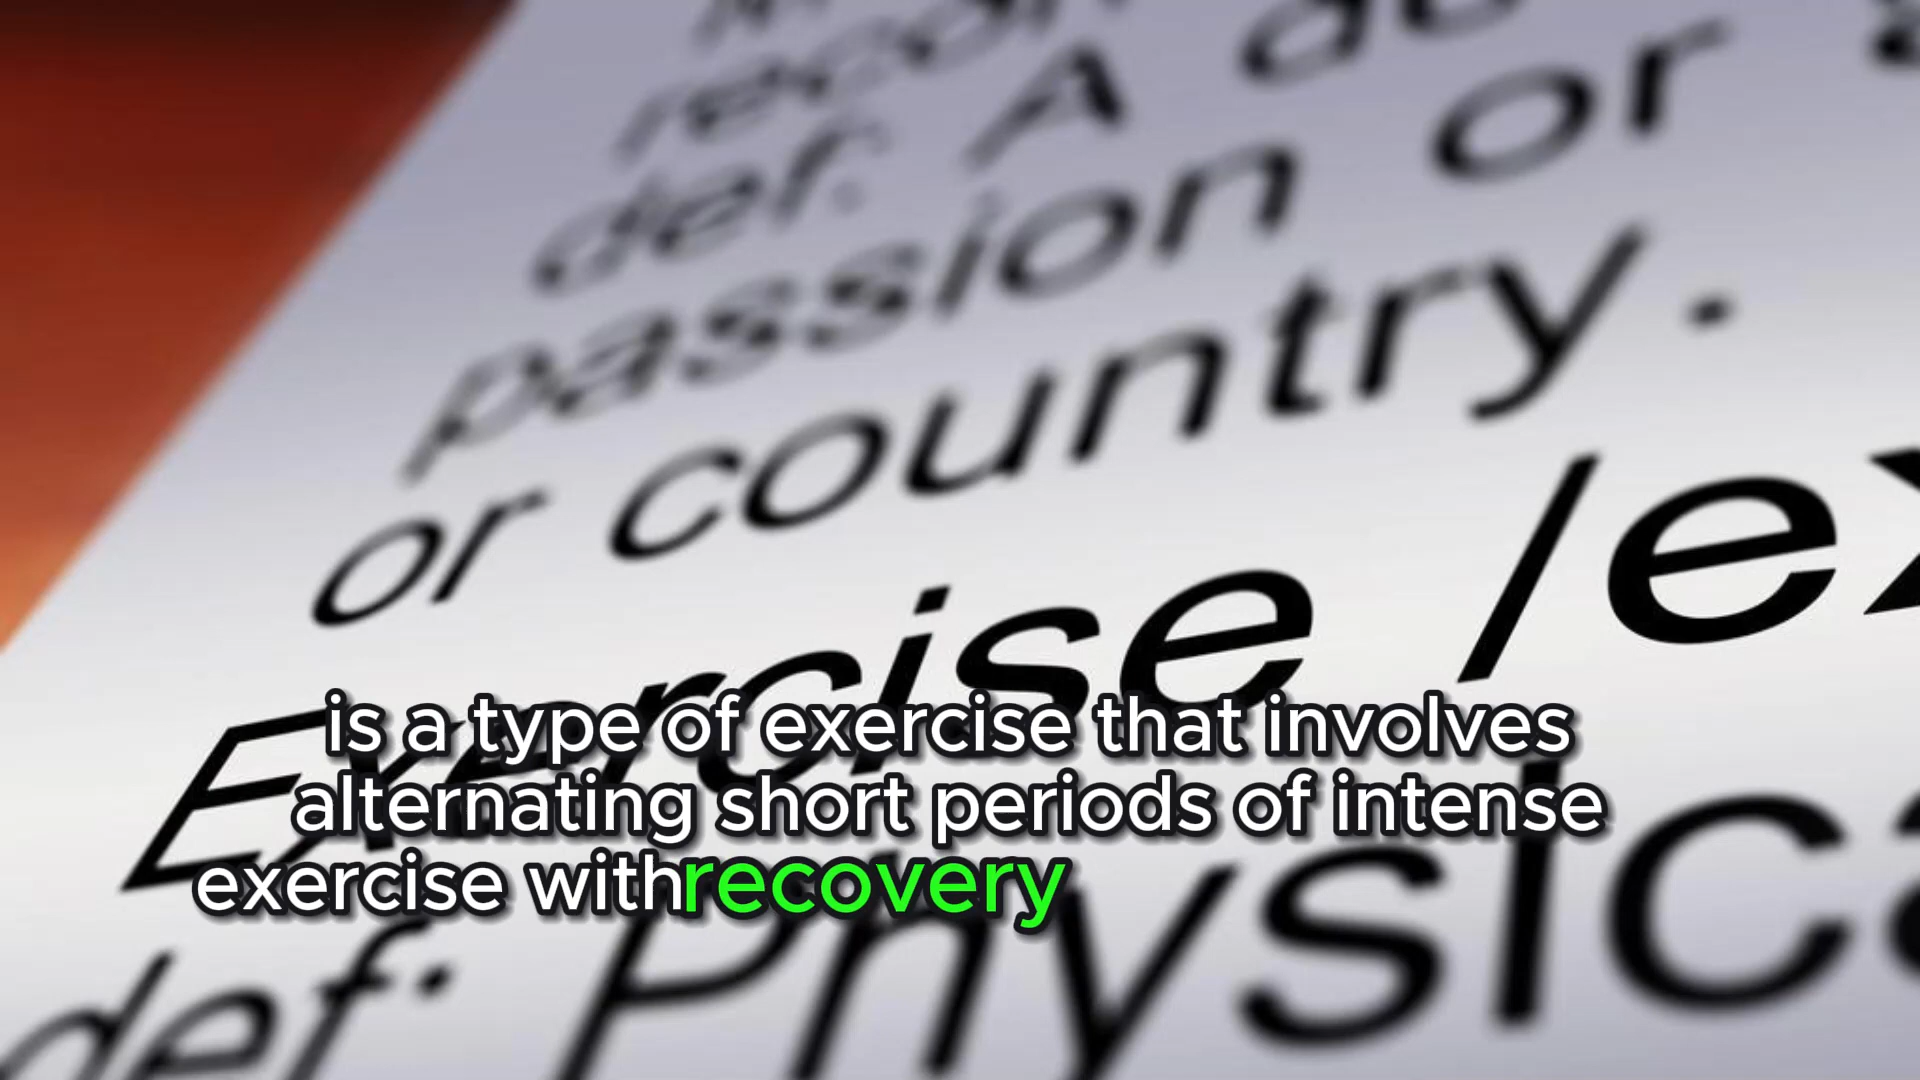 def. A
passion or
or country.
Exercise /ex
def. Physica
is a type of exercise that involves
alternating short periods of intense
exercise with recovery